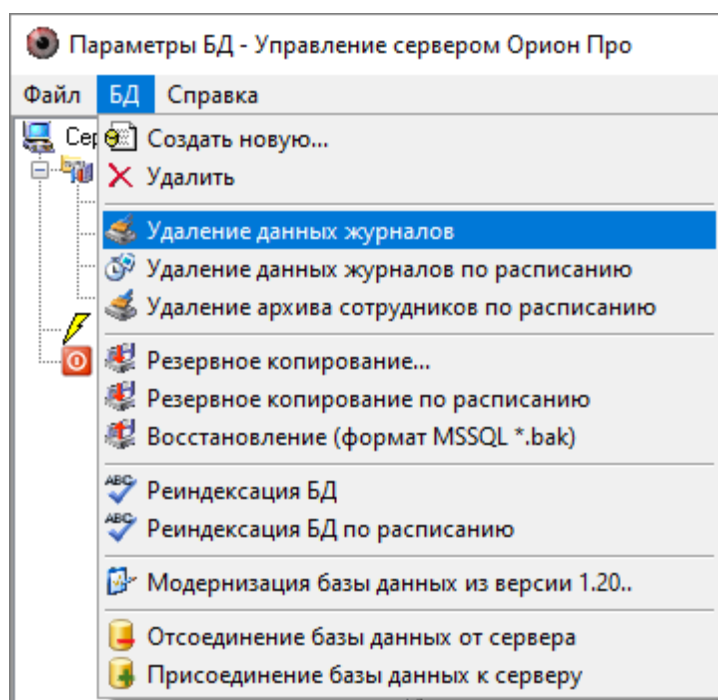 Параметры БД - Управление сервером Орион Про
Файл БД Справка
Создать новую...
Удалить
Удаление данных журналов
Удаление данных журналов по расписанию
Удаление архива сотрудников по расписанию
Резервное копирование...
Резервное копирование по расписанию
Восстановление (формат MSSQL *.bak)
Реиндексация БД
Реиндексация БД по расписанию
Модернизация базы данных из версии 1.20..
Отсоединение базы данных от сервера
Присоединение базы данных к серверу